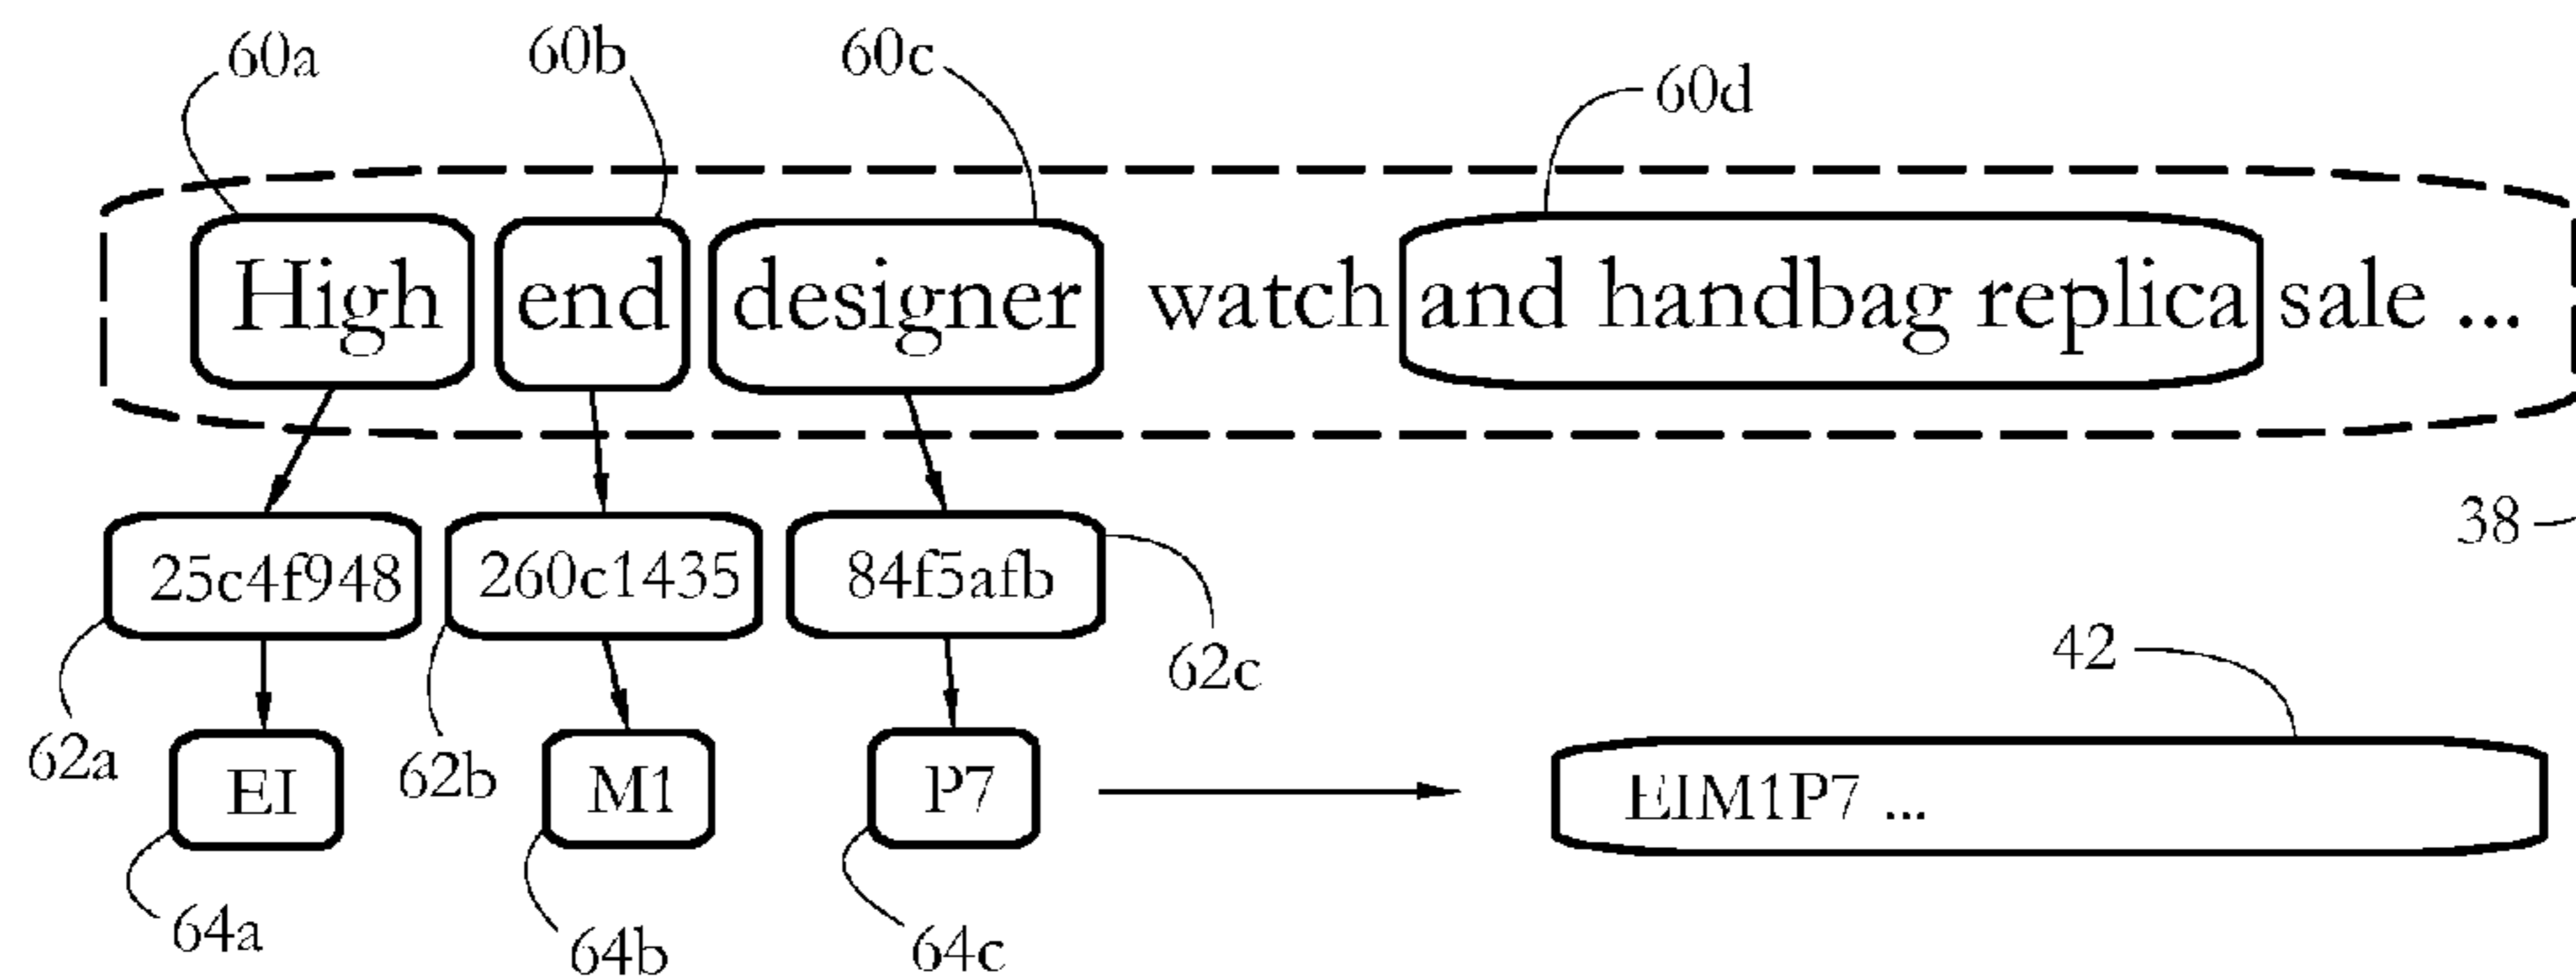 60a 60b 60c 60d
High end designer watch and handbag replica sale ...
38
25c4f948 260c1435 84f5afb
62c 42
62a EI 62b M1 P7 EIM1P7 ...
64a 64b 64c